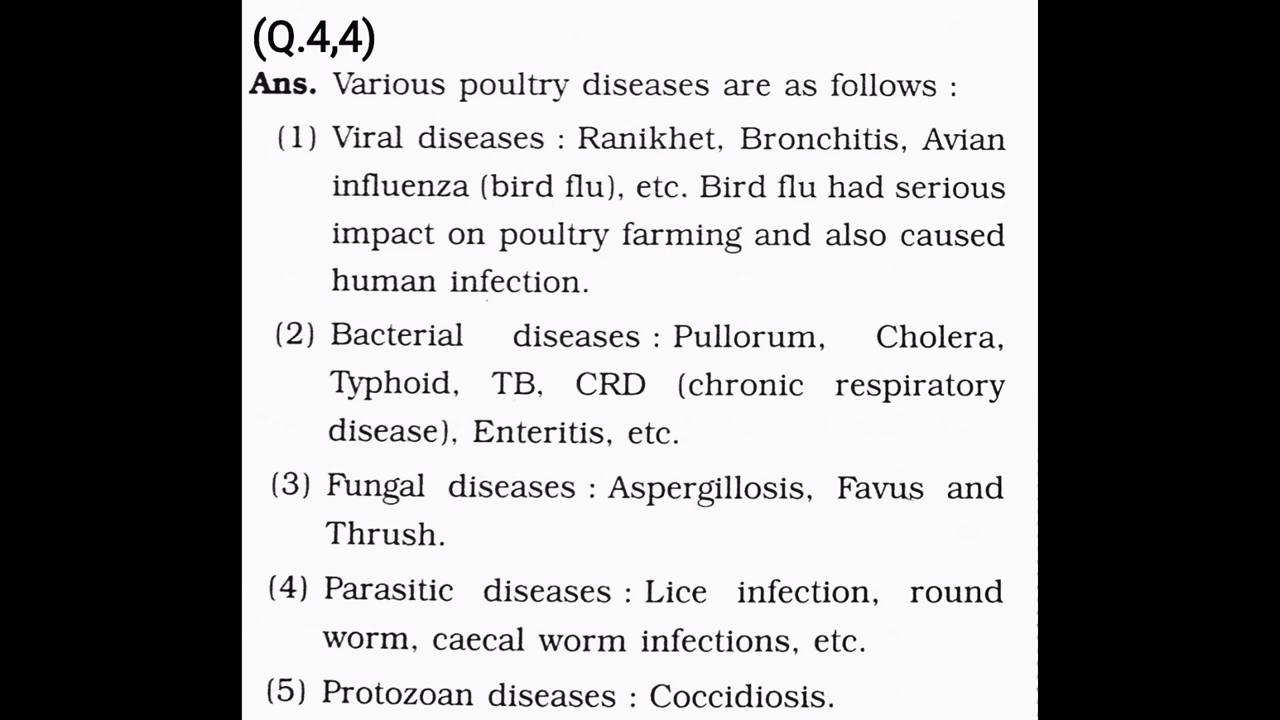 (Q.4,4)
Ans. Various poultry diseases are as follows :
(1) Viral diseases : Ranikhet, Bronchitis, Avian
influenza (bird flu), etc. Bird flu had serious
impact on poultry farming and also caused
human infection.
(2) Bacterial diseases : Pullorum, Cholera,
Typhoid, TB, CRD (chronic respiratory
disease), Enteritis, etc.
(3) Fungal diseases : Aspergillosis, Favus and
Thrush.
(4) Parasitic diseases : Lice infection, round
worm, caecal worm infections, etc.
(5) Protozoan diseases : Coccidiosis.